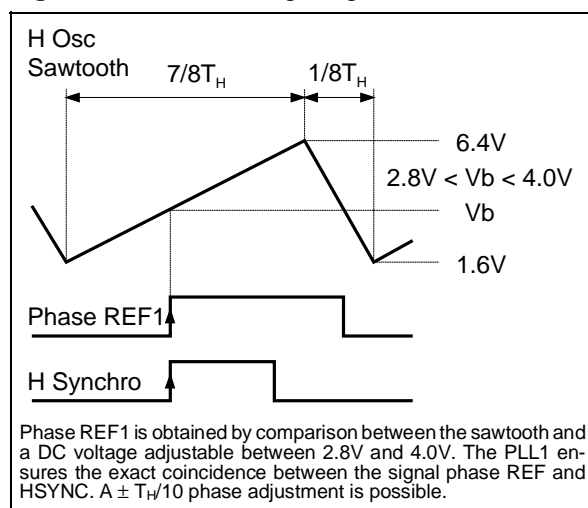 H Osc
Sawtooth
7/8T_H
1/8T_H
6.4V
2.8V < Vb < 4.0V
Vb
1.6V
Phase REF1
H Synchro
Phase REF1 is obtained by comparison between the sawtooth and
a DC voltage adjustable between 2.8V and 4.0V. The PLL1 en-
sures the exact coincidence between the signal phase REF and
HSYNC. A ± T_H/10 phase adjustment is possible.